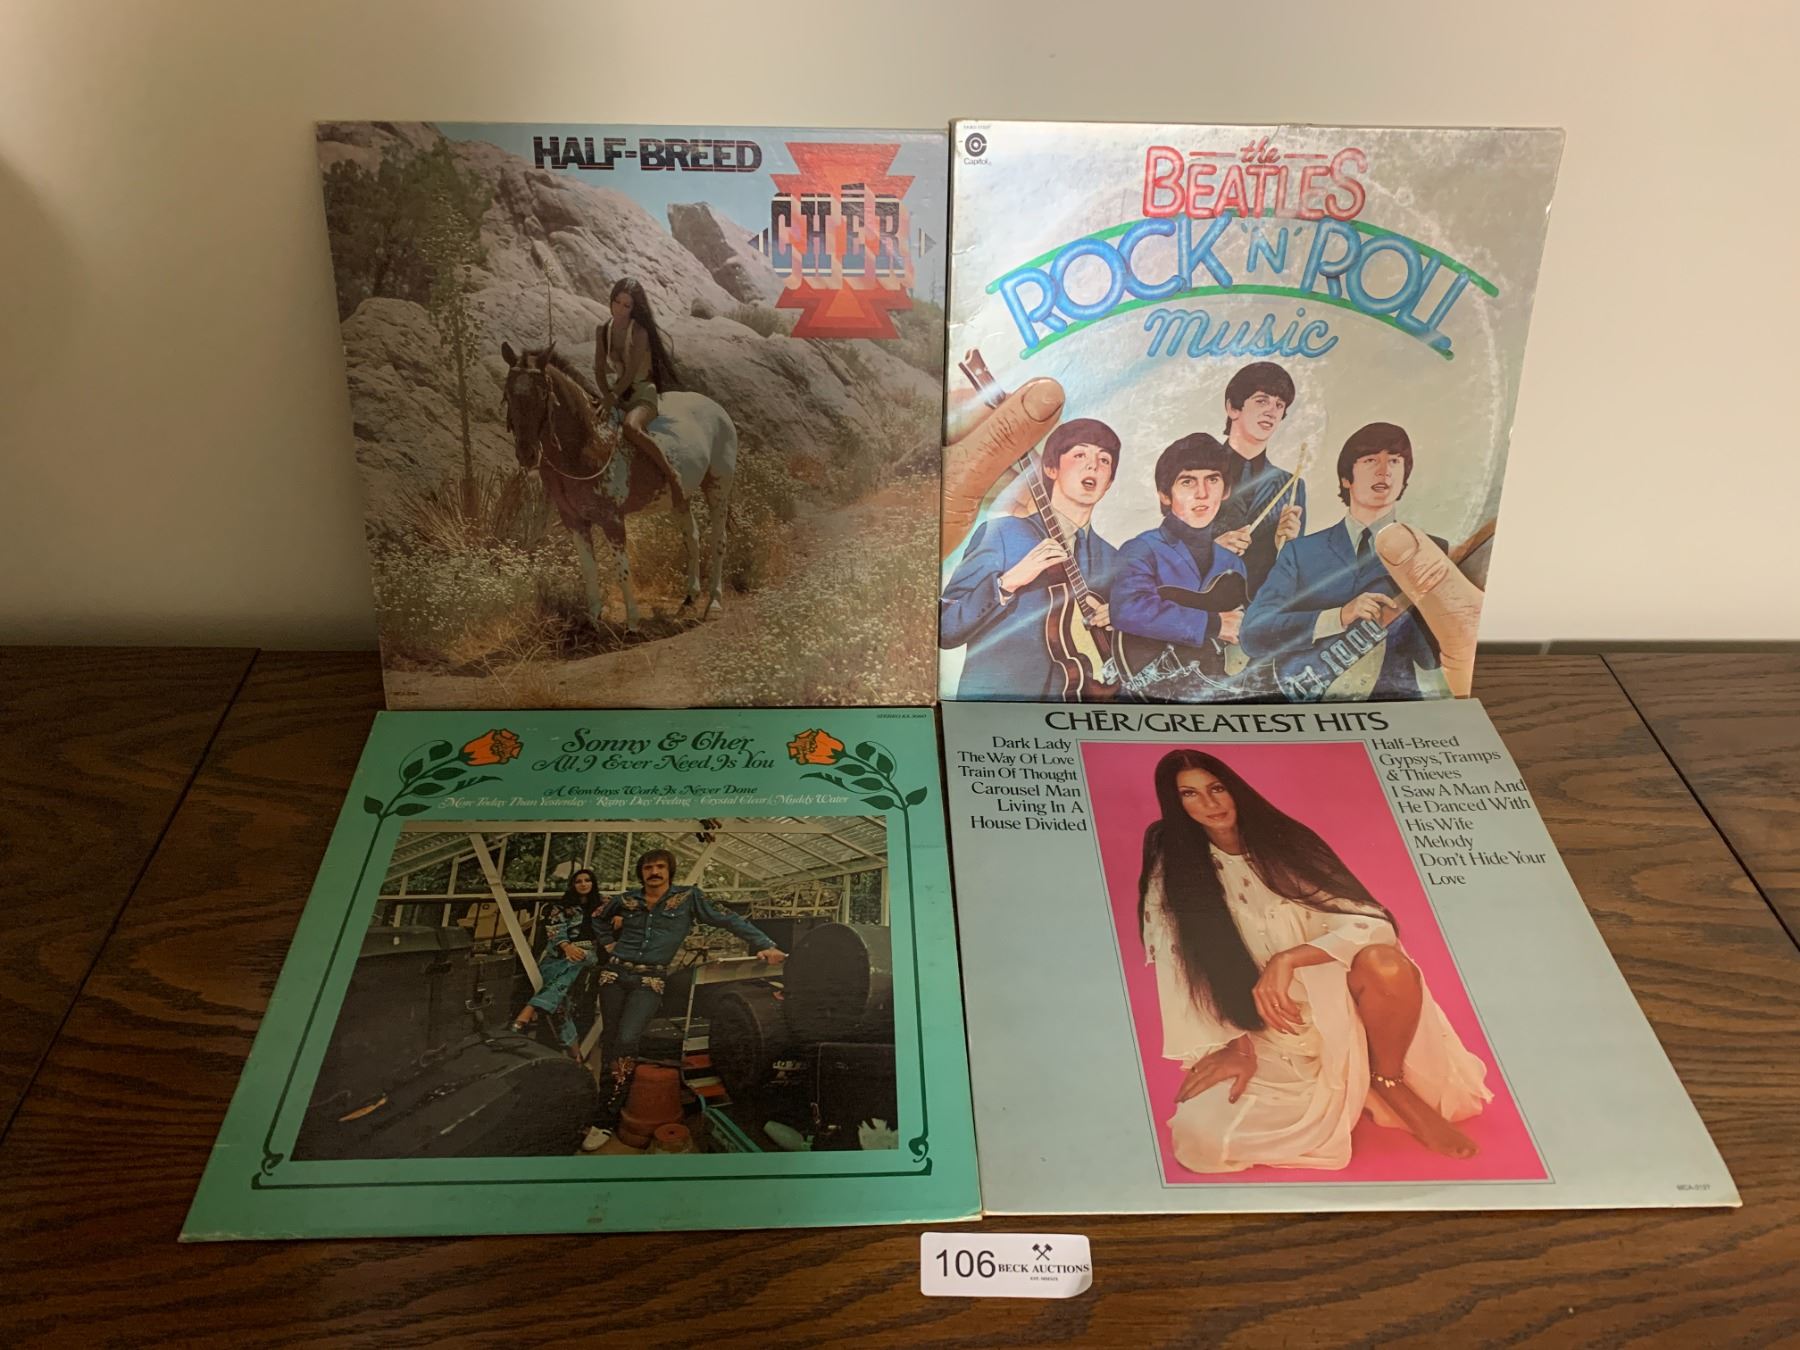 HALF-BREED
CHÉR
Capitol
the
BEATLES
ROCK 'N' ROLL
Music
Sonny & Cher
All I Ever Need Is You
A Cowboys Work Is Never Done
More Today Than Yesterday · Rainy Day Feeling · Crystal Clear/Muddy Water
CHĒR/GREATEST HITS
Dark Lady
The Way Of Love
Train Of Thought
Carousel Man
Living In A
House Divided
Half-Breed
Gypsys, Tramps
& Thieves
I Saw A Man And
He Danced With
His Wife
Melody
Don't Hide Your
Love
106
BECK AUCTIONS